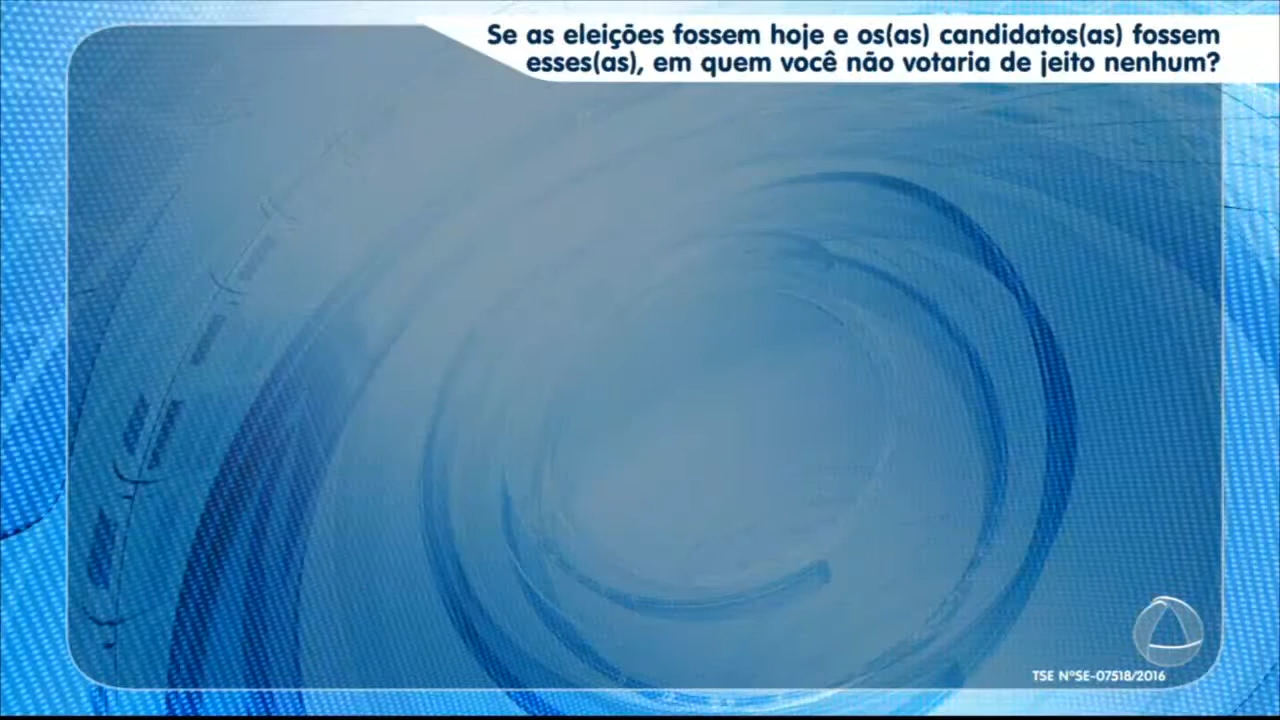 Se as eleições fossem hoje e os(as) candidatos(as) fossem
esses(as), em quem você não votaria de jeito nenhum?
TSE NºSE-07518/2016